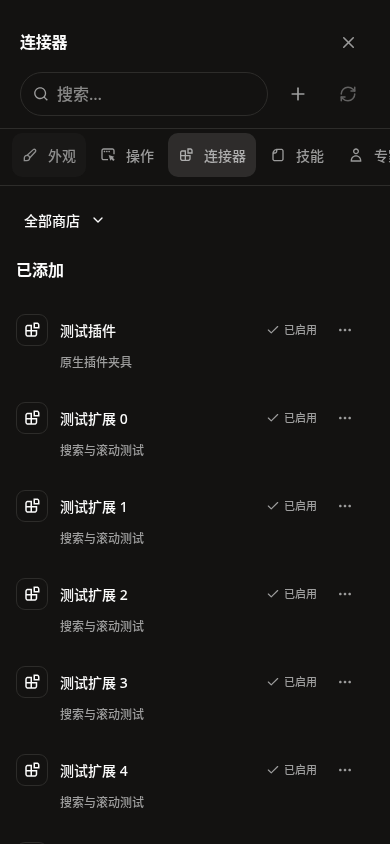 连接器
搜索...
外观 操作 连接器 技能 专
全部商店
已添加
测试插件 已启用
原生插件夹具
测试扩展 0 已启用
搜索与滚动测试
测试扩展 1 已启用
搜索与滚动测试
测试扩展 2 已启用
搜索与滚动测试
测试扩展 3 已启用
搜索与滚动测试
测试扩展 4 已启用
搜索与滚动测试